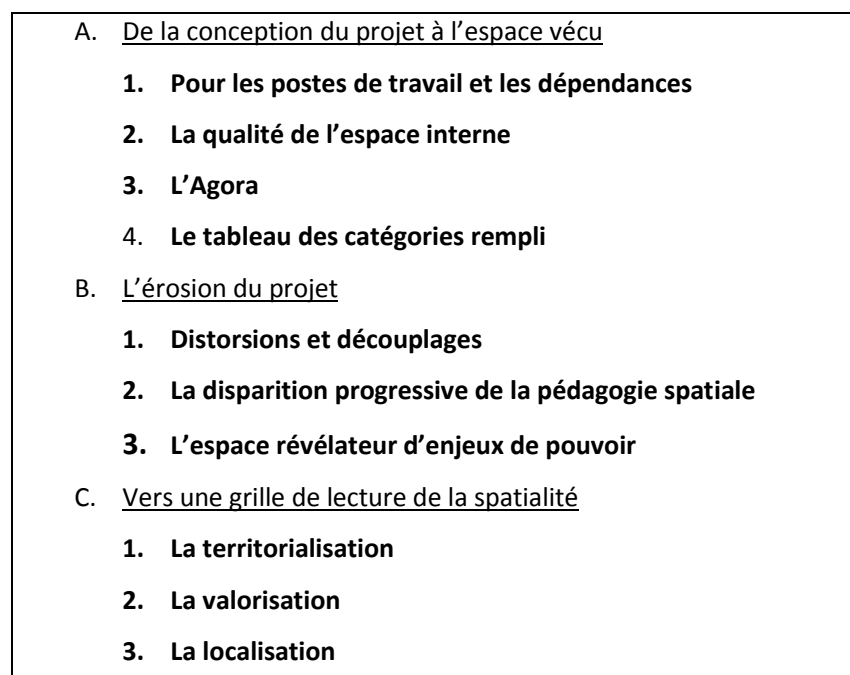 A. De la conception du projet à l’espace vécu
1. Pour les postes de travail et les dépendances
2. La qualité de l’espace interne
3. L’Agora
4. Le tableau des catégories rempli
B. L’érosion du projet
1. Distorsions et découplages
2. La disparition progressive de la pédagogie spatiale
3. L’espace révélateur d’enjeux de pouvoir
C. Vers une grille de lecture de la spatialité
1. La territorialisation
2. La valorisation
3. La localisation